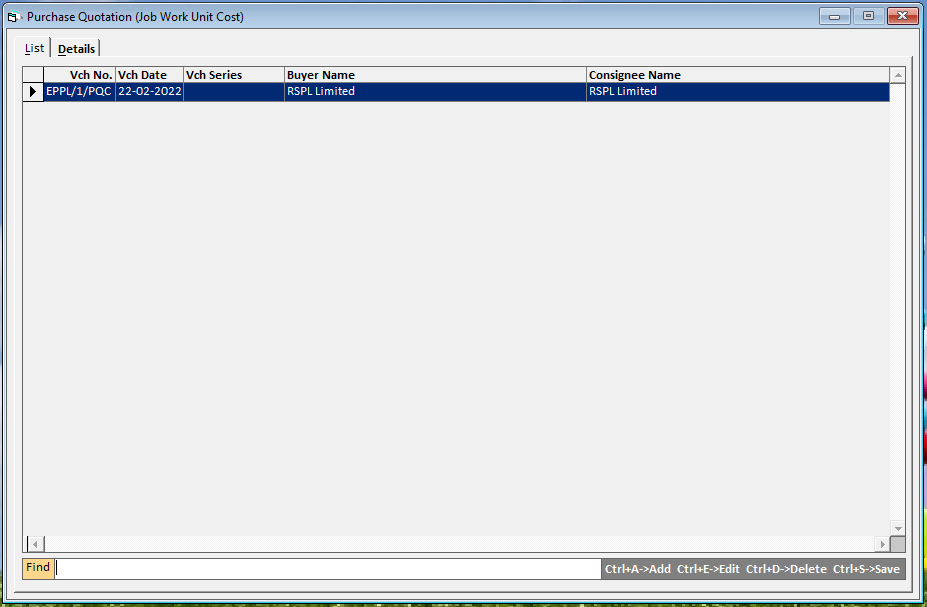 Purchase Quotation (Job Work Unit Cost)
List Details
Vch No. Vch Date Vch Series Buyer Name Consignee Name
EPPL/1/PQC 22-02-2022 RSPL Limited RSPL Limited
Find Ctrl+A->Add Ctrl+E->Edit Ctrl+D->Delete Ctrl+S->Save